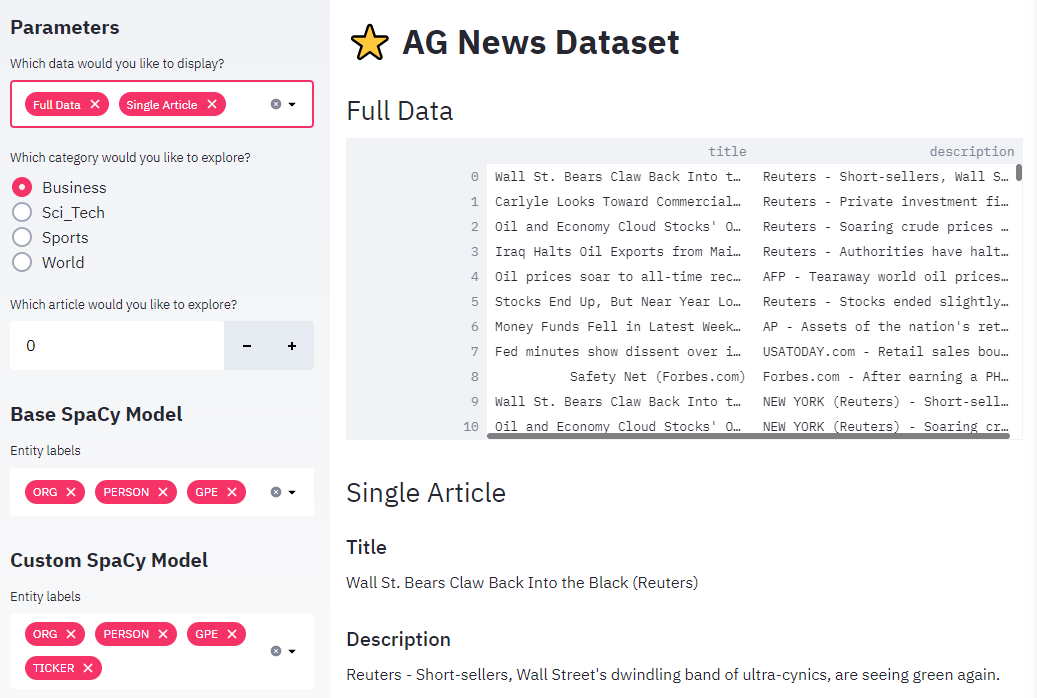 Parameters
Which data would you like to display?
Full Data
Single Article
Which category would you like to explore?
Business
Sci_Tech
Sports
World
Which article would you like to explore?
0 - +
Base SpaCy Model
Entity labels
ORG PERSON GPE
Custom SpaCy Model
Entity labels
ORG PERSON GPE
TICKER
AG News Dataset
Full Data
title description
0 Wall St. Bears Claw Back Into t… Reuters - Short-sellers, Wall S…
1 Carlyle Looks Toward Commercial… Reuters - Private investment fi…
2 Oil and Economy Cloud Stocks' O… Reuters - Soaring crude prices …
3 Iraq Halts Oil Exports from Mai… Reuters - Authorities have halt…
4 Oil prices soar to all-time rec… AFP - Tearaway world oil prices…
5 Stocks End Up, But Near Year Lo… Reuters - Stocks ended slightly…
6 Money Funds Fell in Latest Week… AP - Assets of the nation's ret…
7 Fed minutes show dissent over i… USATODAY.com - Retail sales bou…
8 Safety Net (Forbes.com) Forbes.com - After earning a PH…
9 Wall St. Bears Claw Back Into t… NEW YORK (Reuters) - Short-sell…
10 Oil and Economy Cloud Stocks' O… NEW YORK (Reuters) - Soaring cr…
Single Article
Title
Wall St. Bears Claw Back Into the Black (Reuters)
Description
Reuters - Short-sellers, Wall Street's dwindling band of ultra-cynics, are seeing green again.